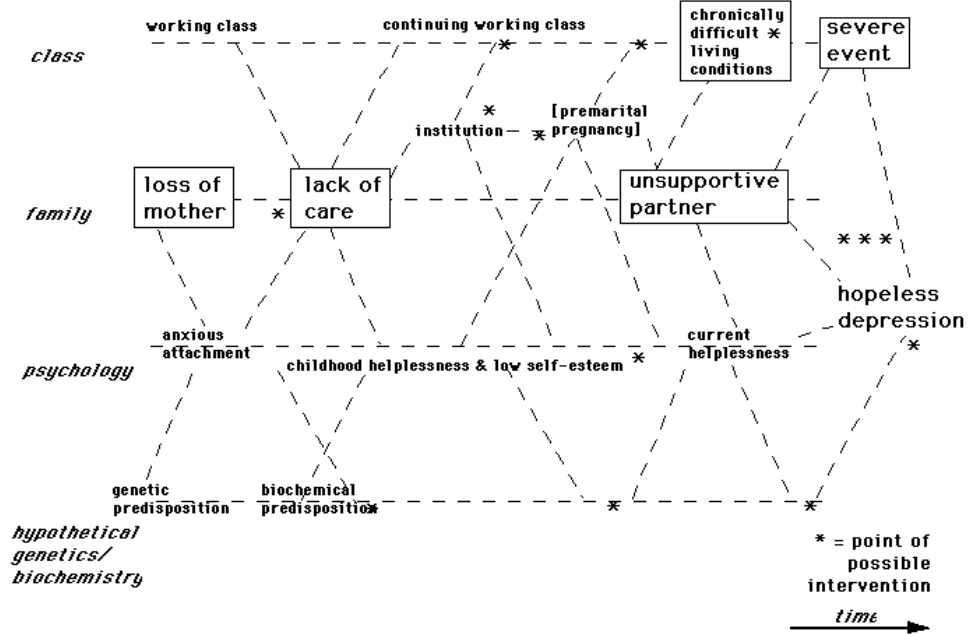 working class
continuing working class
chronically
difficult *
living
conditions
severe
event
class
*
*
*
institution
*
[premarital
pregnancy]
loss of
mother
lack of
care
unsupportive
partner
family
*
* * *
hopeless
depression
anxious
attachment
current
helplessness
*
psychology
childhood helplessness & low self-esteem *
genetic
predisposition
biochemical
predisposition
*
*
*
hypothetical
genetics/
biochemistry
* = point of
possible
intervention
time